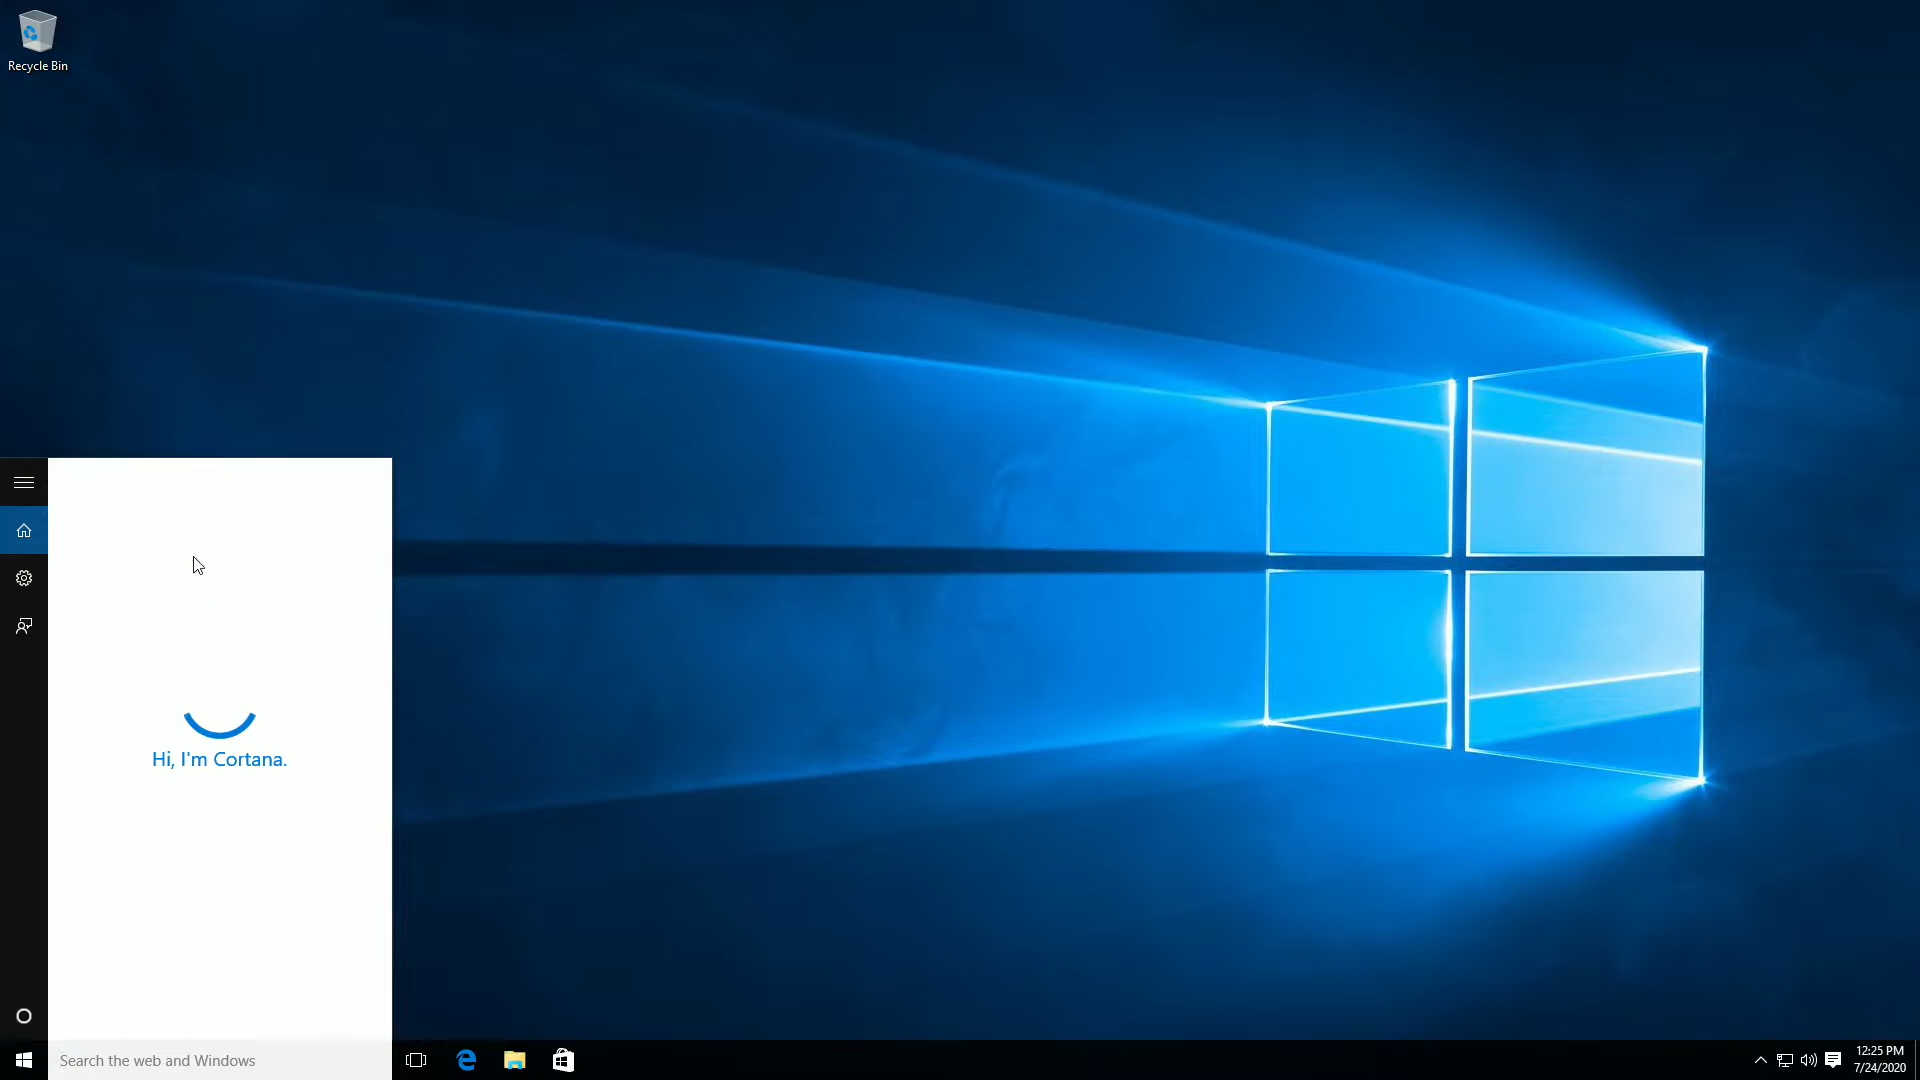 Recycle Bin
Hi, I'm Cortana.
Search the web and Windows
12:25 PM
7/24/2020